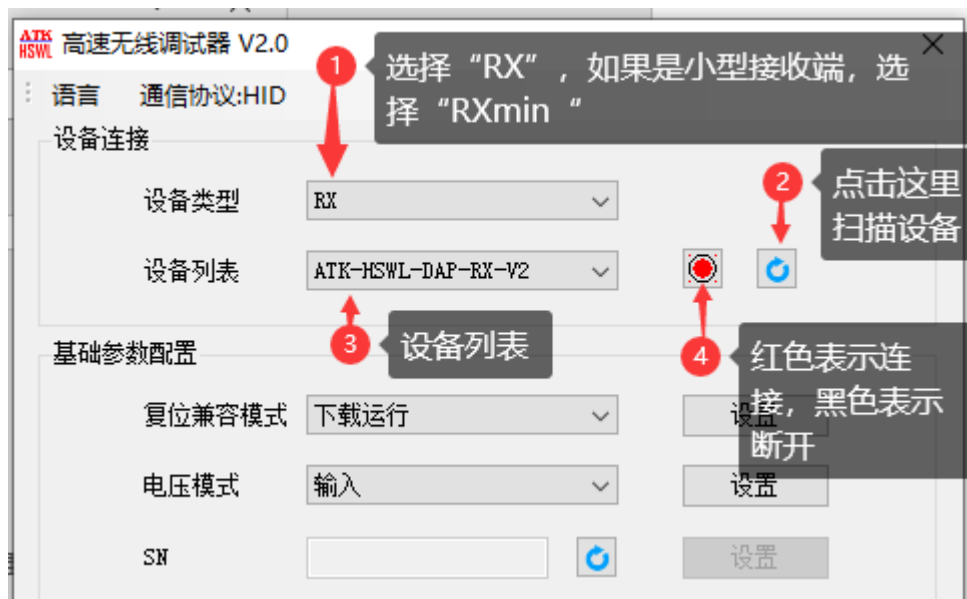 ATK
HSWL
高速无线调试器 V2.0
1
选择“RX”，如果是小型接收端，选
择“RXmin “
语言 通信协议:HID
设备连接
2
点击这里
扫描设备
设备类型 RX
设备列表 ATK-HSWL-DAP-RX-V2
3
设备列表
4
红色表示连
接，黑色表示
断开
基础参数配置
复位兼容模式 下载运行 设置
电压模式 输入 设置
SN 设置